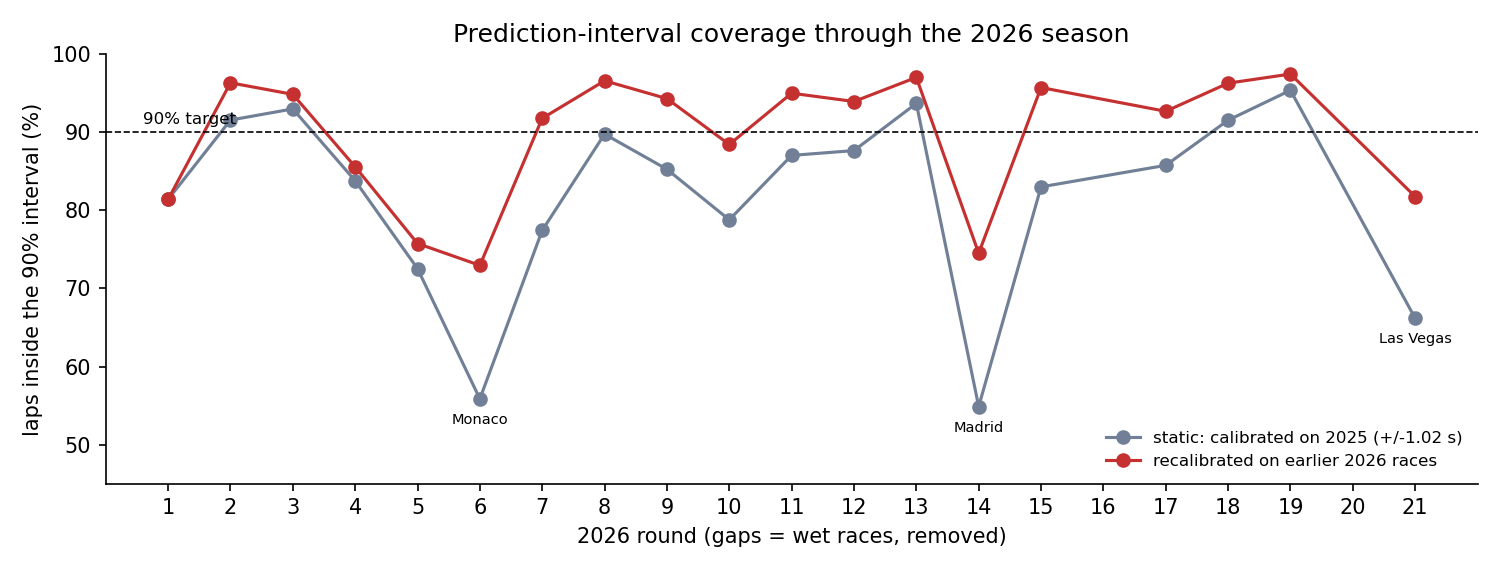 Prediction-interval coverage through the 2026 season
laps inside the 90% interval (%)
100
90
80
70
60
50
90% target
Monaco
Madrid
Las Vegas
static: calibrated on 2025 (+/-1.02 s)
recalibrated on earlier 2026 races
1 2 3 4 5 6 7 8 9 10 11 12 13 14 15 16 17 18 19 20 21
2026 round (gaps = wet races, removed)